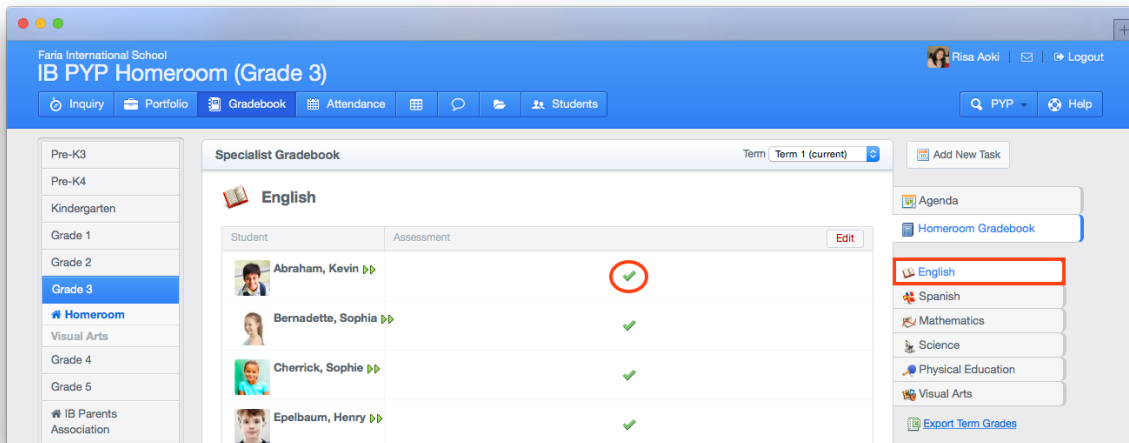 Faria International School
IB PYP Homeroom (Grade 3)
Risa Aoki
Logout
Inquiry
Portfolio
Gradebook
Attendance
Students
PYP
Help
Pre-K3
Pre-K4
Kindergarten
Grade 1
Grade 2
Grade 3
Homeroom
Visual Arts
Grade 4
Grade 5
IB Parents
Association
Specialist Gradebook
Term Term 1 (current)
English
Student Assessment Edit
Abraham, Kevin
Bernadette, Sophia
Cherrick, Sophie
Epelbaum, Henry
Add New Task
Agenda
Homeroom Gradebook
English
Spanish
Mathematics
Science
Physical Education
Visual Arts
Export Term Grades